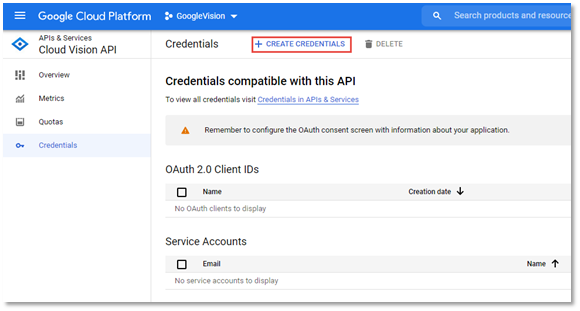 Google Cloud Platform GoogleVision Search products and resource
APIs & Services
Cloud Vision API
Credentials + CREATE CREDENTIALS DELETE
Overview
Metrics
Quotas
Credentials
Credentials compatible with this API
To view all credentials visit Credentials in APIs & Services
Remember to configure the OAuth consent screen with information about your application.
OAuth 2.0 Client IDs
Name Creation date
No OAuth clients to display
Service Accounts
Email Name
No service accounts to display